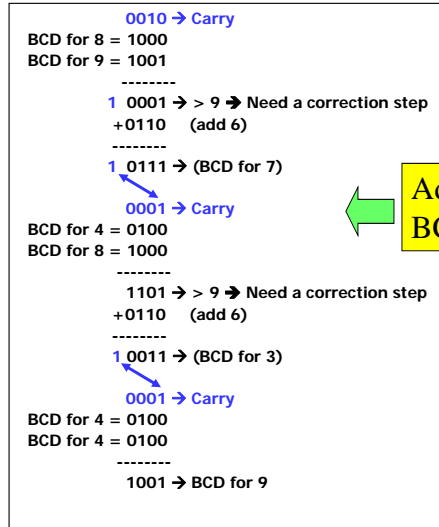 0010 → Carry
BCD for 8 = 1000
BCD for 9 = 1001
--------
1 0001 → > 9 → Need a correction step
+0110 (add 6)
--------
1 0111 → (BCD for 7)
0001 → Carry
BCD for 4 = 0100
BCD for 8 = 1000
--------
1101 → > 9 → Need a correction step
+0110 (add 6)
--------
1 0011 → (BCD for 3)
0001 → Carry
BCD for 4 = 0100
BCD for 4 = 0100
--------
1001 → BCD for 9